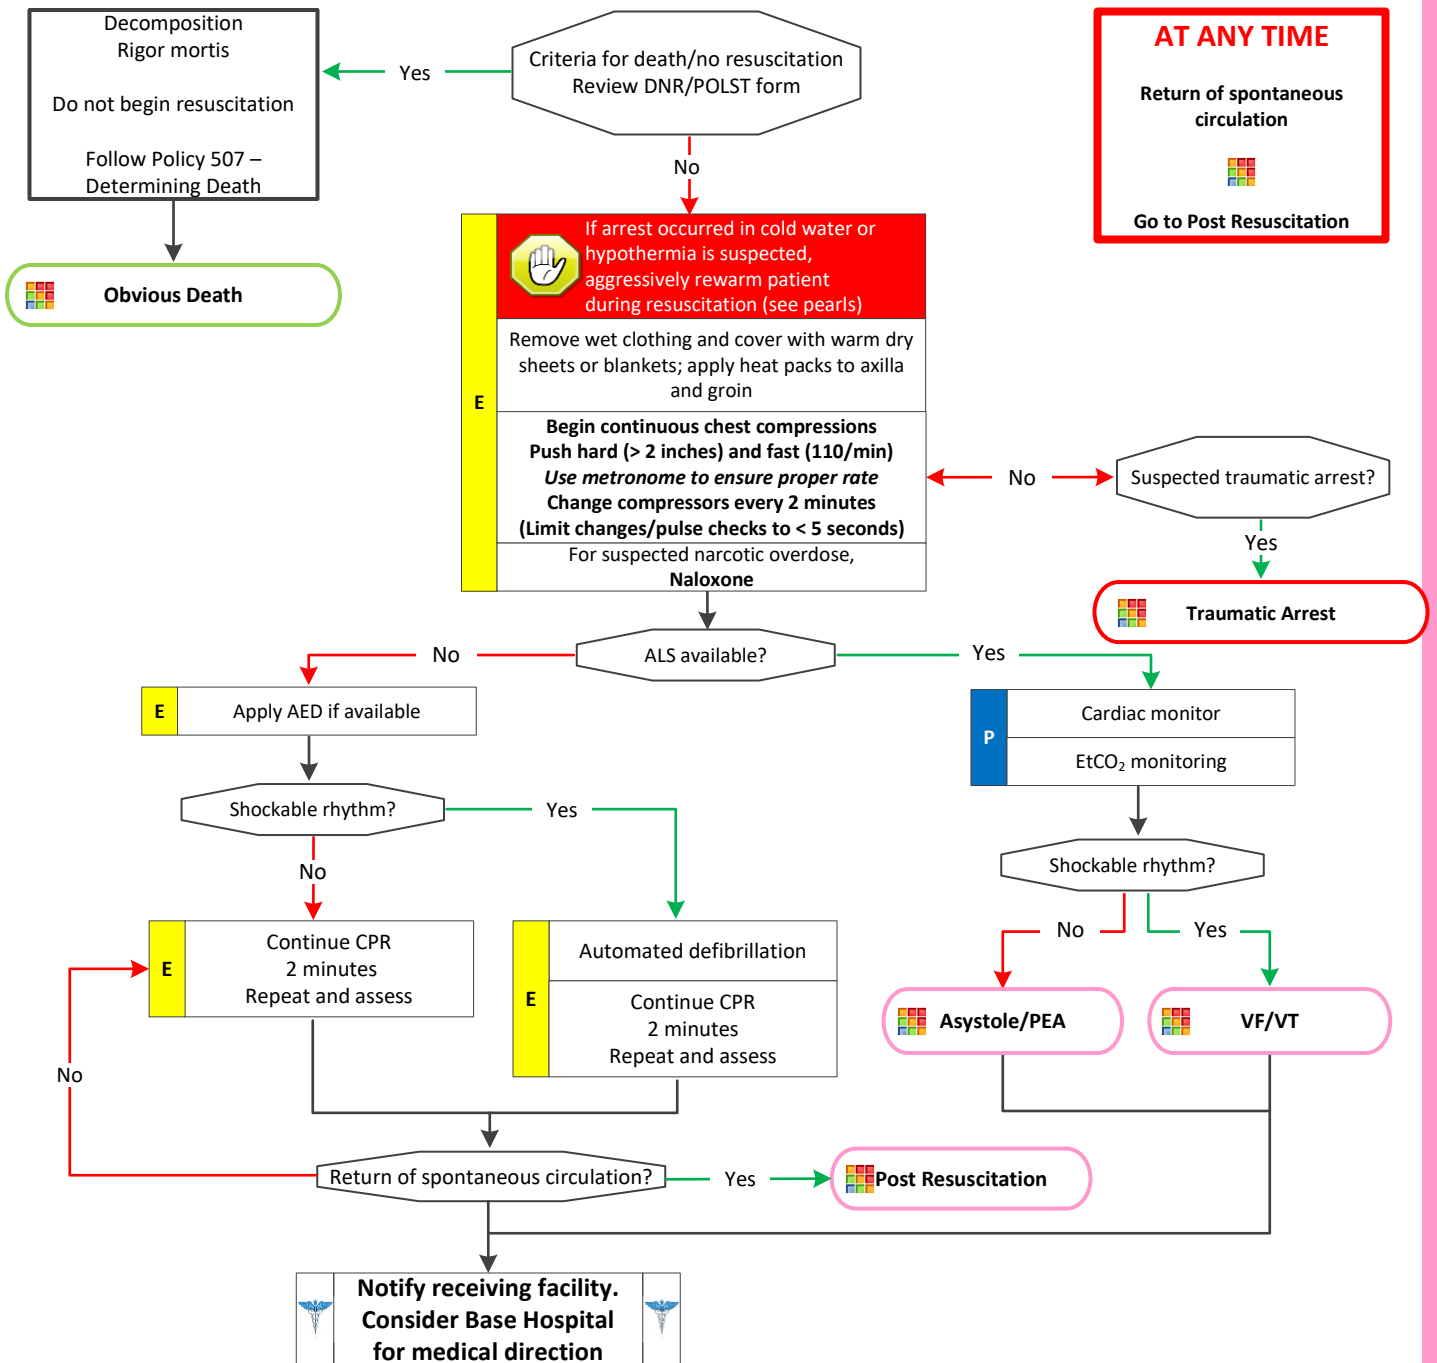 Decomposition
Rigor mortis
Do not begin resuscitation
Follow Policy 507 –
Determining Death
Yes
Criteria for death/no resuscitation
Review DNR/POLST form
AT ANY TIME
Return of spontaneous
circulation
Go to Post Resuscitation
No
Obvious Death
E
If arrest occurred in cold water or
hypothermia is suspected,
aggressively rewarm patient
during resuscitation (see pearls)
Remove wet clothing and cover with warm dry
sheets or blankets; apply heat packs to axilla
and groin
Begin continuous chest compressions
Push hard (> 2 inches) and fast (110/min)
Use metronome to ensure proper rate
Change compressors every 2 minutes
(Limit changes/pulse checks to < 5 seconds)
For suspected narcotic overdose,
Naloxone
No
Suspected traumatic arrest?
Yes
Traumatic Arrest
No
ALS available?
Yes
E
Apply AED if available
P
Cardiac monitor
EtCO₂ monitoring
Shockable rhythm?
Yes
No
Shockable rhythm?
No
Yes
E
Continue CPR
2 minutes
Repeat and assess
E
Automated defibrillation
Continue CPR
2 minutes
Repeat and assess
Asystole/PEA
VF/VT
No
Return of spontaneous circulation?
Yes
Post Resuscitation
Notify receiving facility.
Consider Base Hospital
for medical direction